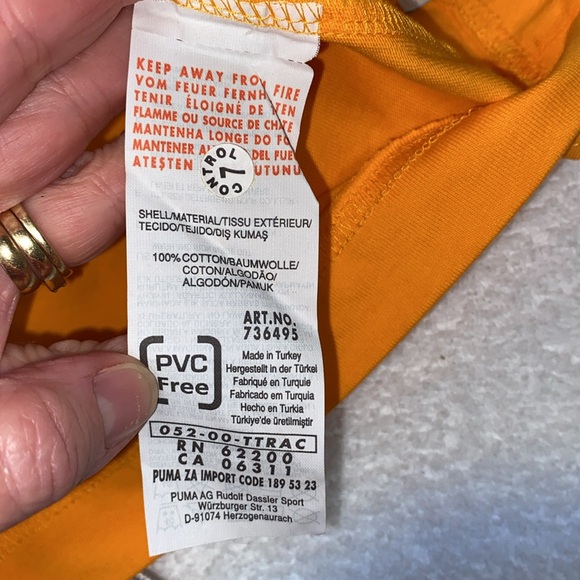 CONTROL 7
KEEP AWAY FROM FIRE
VOM FEUER FERNH
TENIR ÉLOIGNÉ DE
FLAMME OU SOURCE DE
MANTENHA LONGE DO
MANTENER DEL
ATEŞTEN
SHELL/MATERIAL/TISSU EXTÉRIEUR/
TECIDO/TEJIDO/DIŞ KUMAŞ
100% COTTON/BAUMWOLLE/
COTON/ALGODÃO/
ALGODÓN/PAMUK
ART.NO.
736495
PVC
Free
Made in Turkey
Hergestellt in der Türkei
Fabriqué en Turquie
Fabricado em Turquia
Hecho en Turkia
Türkiye'de üretilmiştir
052-00-TTRAC
RN 62200
CA 06311
PUMA ZA IMPORT CODE 189 53 23
PUMA AG Rudolf Dassler Sport
Würzburger Str. 13
D-91074 Herzogenaurach